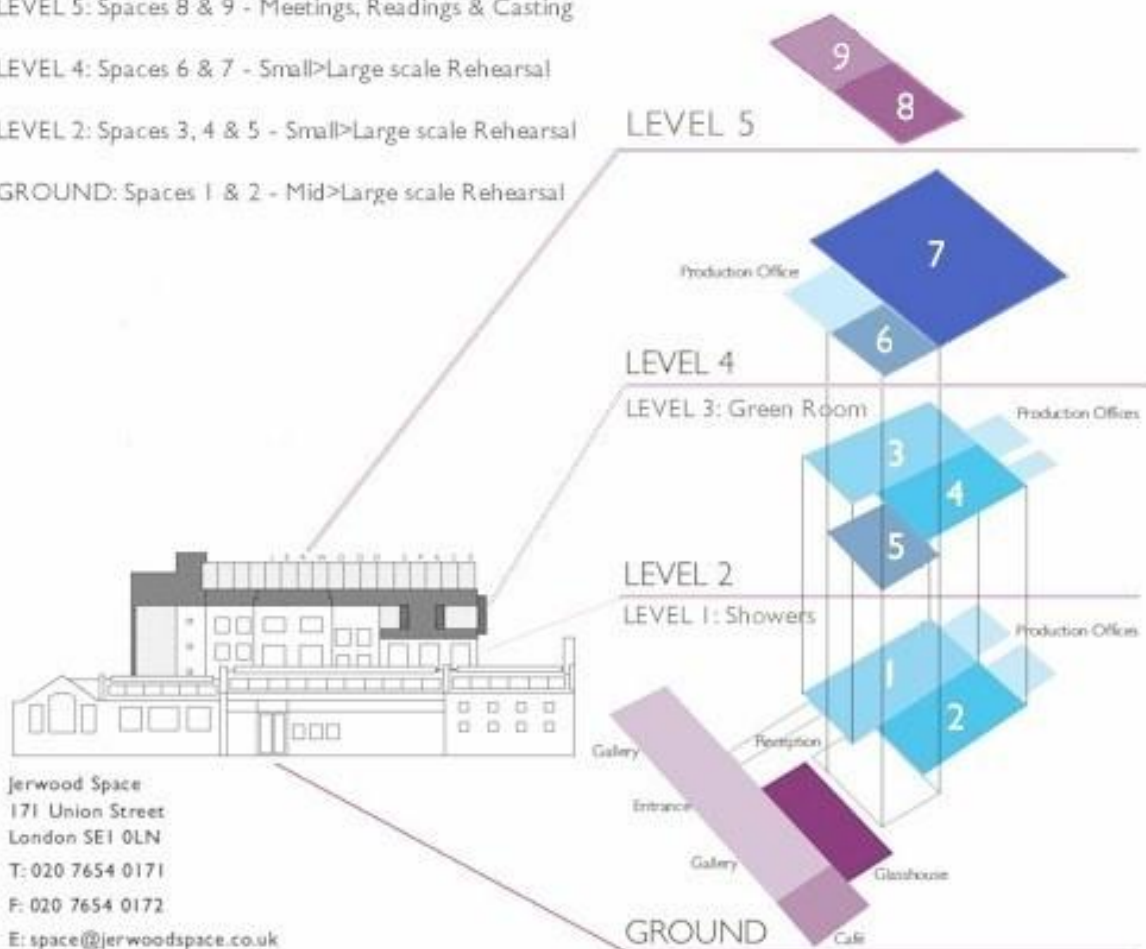 LEVEL 5: Spaces 8 & 9 - Meetings, Readings & Casting
LEVEL 4: Spaces 6 & 7 - Small>Large scale Rehearsal
LEVEL 2: Spaces 3, 4 & 5 - Small>Large scale Rehearsal
GROUND: Spaces 1 & 2 - Mid>Large scale Rehearsal
9
8
LEVEL 5
7
Production Office
6
LEVEL 4
LEVEL 3: Green Room
Production Offices
3
4
5
LEVEL 2
LEVEL 1: Showers
Production Offices
1
2
Reception
Gallery
Entrance
Gallery
Glasshouse
Café
GROUND
JERWOOD SPACE
Jerwood Space
171 Union Street
London SE1 0LN
T: 020 7654 0171
F: 020 7654 0172
E: space@jerwoodspace.co.uk